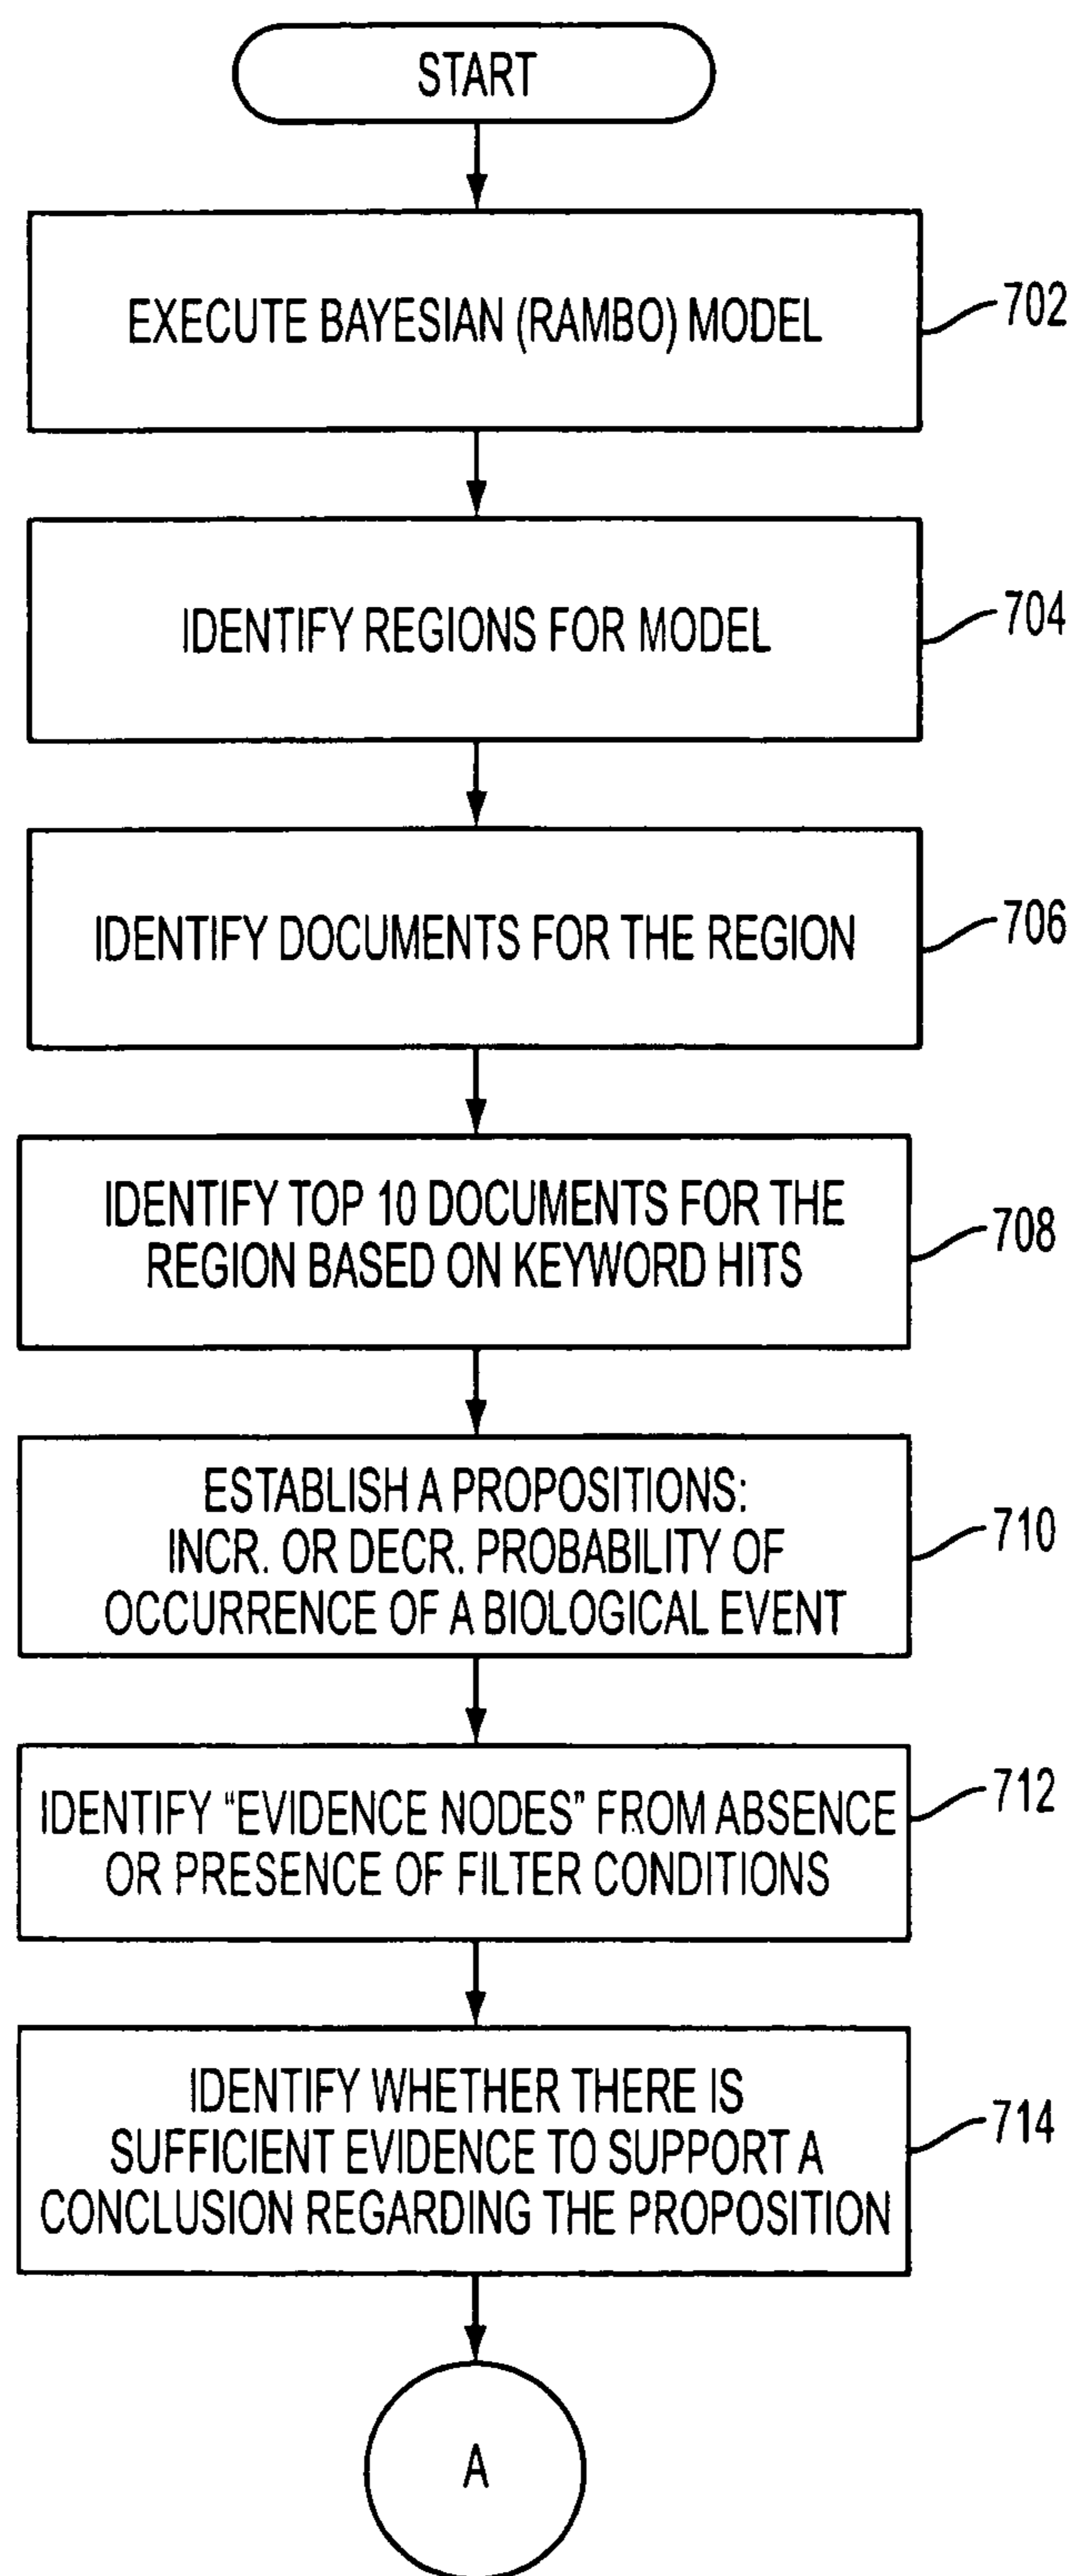 START
EXECUTE BAYESIAN (RAMBO) MODEL
702
IDENTIFY REGIONS FOR MODEL
704
IDENTIFY DOCUMENTS FOR THE REGION
706
IDENTIFY TOP 10 DOCUMENTS FOR THE
REGION BASED ON KEYWORD HITS
708
ESTABLISH A PROPOSITIONS:
INCR. OR DECR. PROBABILITY OF
OCCURRENCE OF A BIOLOGICAL EVENT
710
IDENTIFY “EVIDENCE NODES” FROM ABSENCE
OR PRESENCE OF FILTER CONDITIONS
712
IDENTIFY WHETHER THERE IS
SUFFICIENT EVIDENCE TO SUPPORT A
CONCLUSION REGARDING THE PROPOSITION
714
A